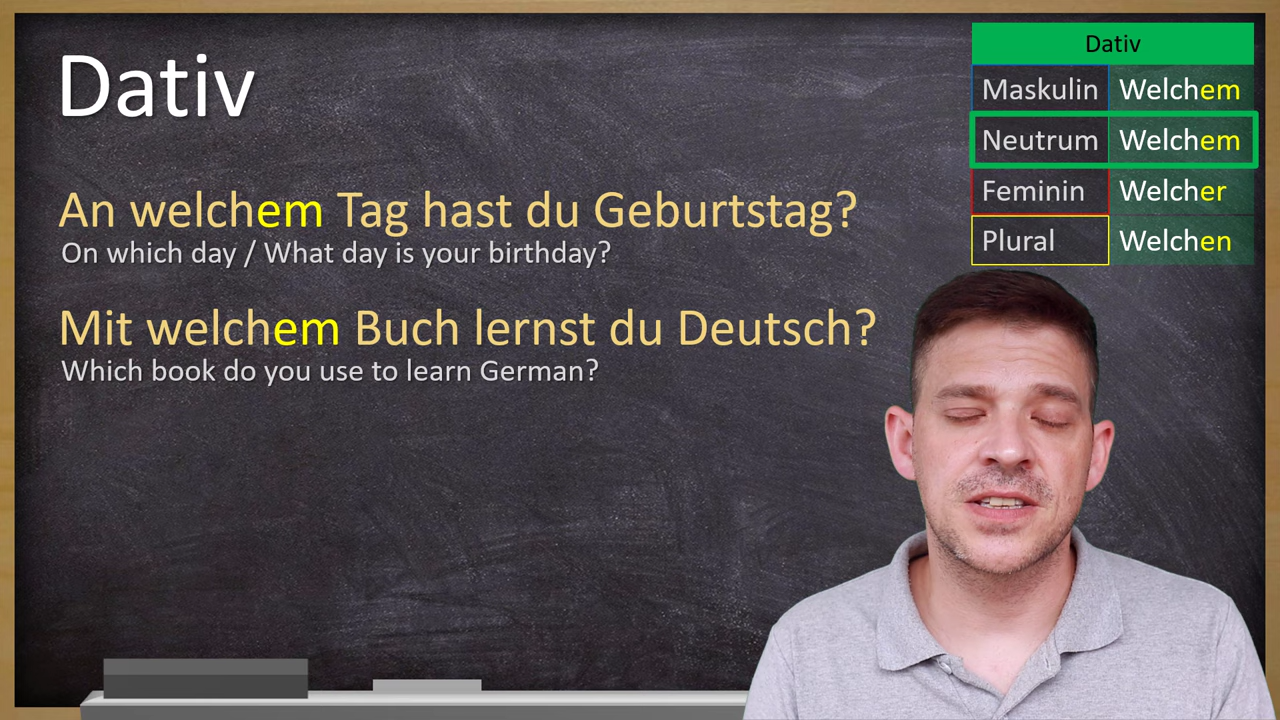 Dativ
An welchem Tag hast du Geburtstag?
On which day / What day is your birthday?
Mit welchem Buch lernst du Deutsch?
Which book do you use to learn German?
Dativ
Maskulin Welchem
Neutrum Welchem
Feminin Welcher
Plural Welchen